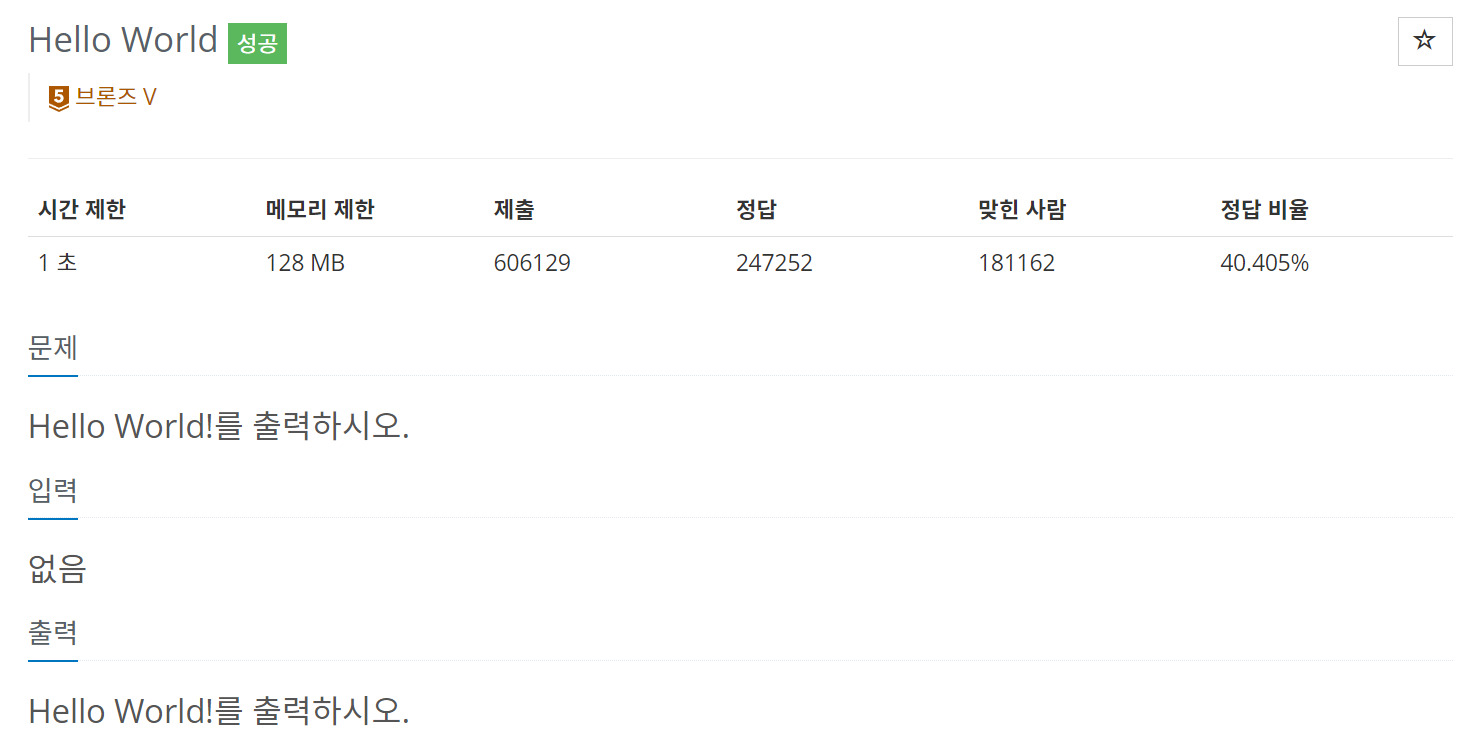 Hello World 성공
5 브론즈 V
시간 제한 메모리 제한 제출 정답 맞힌 사람 정답 비율
1 초 128 MB 606129 247252 181162 40.405%
문제
Hello World!를 출력하시오.
입력
없음
출력
Hello World!를 출력하시오.